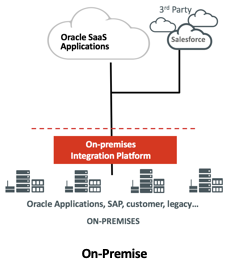 3rd Party
Oracle SaaS
Applications
Salesforce
On-premises
Integration Platform
Oracle Applications, SAP, customer, legacy...
ON-PREMISES
On-Premise